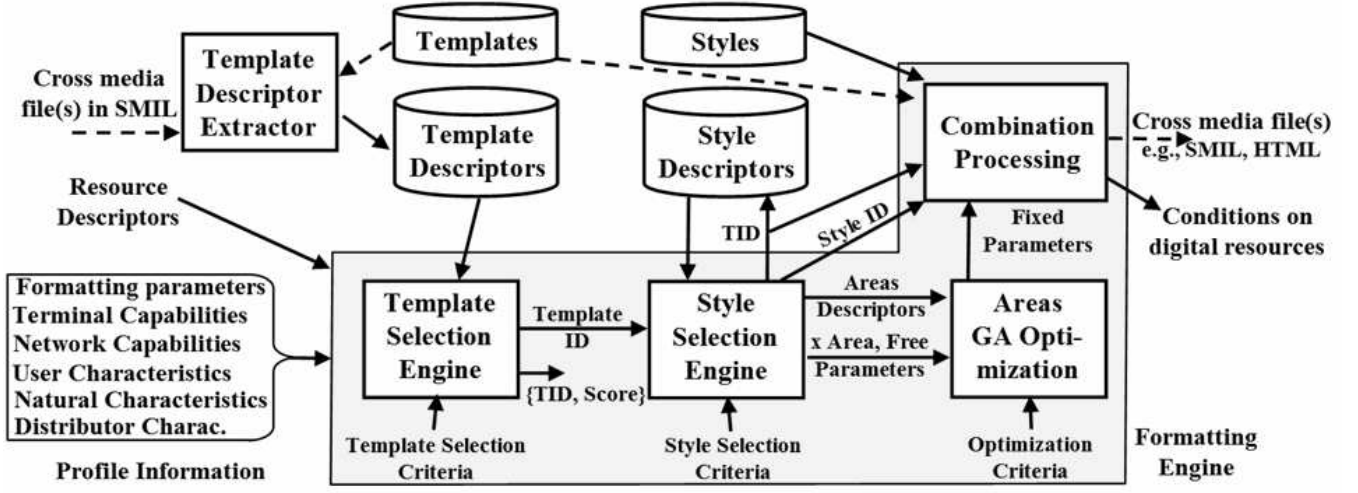 Cross media
file(s) in SMIL
Template
Descriptor
Extractor
Templates
Styles
Template
Descriptors
Style
Descriptors
Combination
Processing
Cross media file(s)
e.g., SMIL, HTML
Resource
Descriptors
TID
Style ID
Fixed
Parameters
Conditions on
digital resources
Formatting parameters
Terminal Capabilities
Network Capabilities
User Characteristics
Natural Characteristics
Distributor Charac.
Profile Information
Template
Selection
Engine
Template
ID
{TID, Score}
Style
Selection
Engine
Areas
Descriptors
x Area, Free
Parameters
Areas
GA Opti-
mization
Template Selection
Criteria
Style Selection
Criteria
Optimization
Criteria
Formatting
Engine